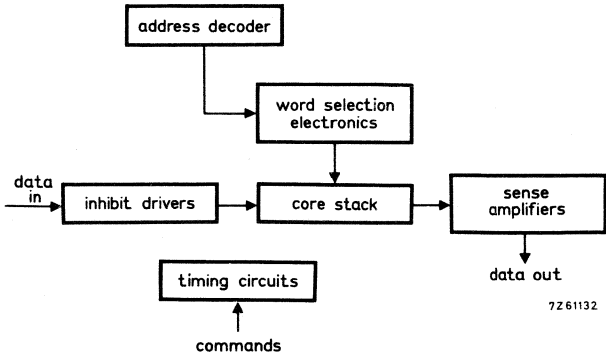 address decoder
word selection
electronics
data
in
inhibit drivers
core stack
sense
amplifiers
data out
timing circuits
commands
7Z61132